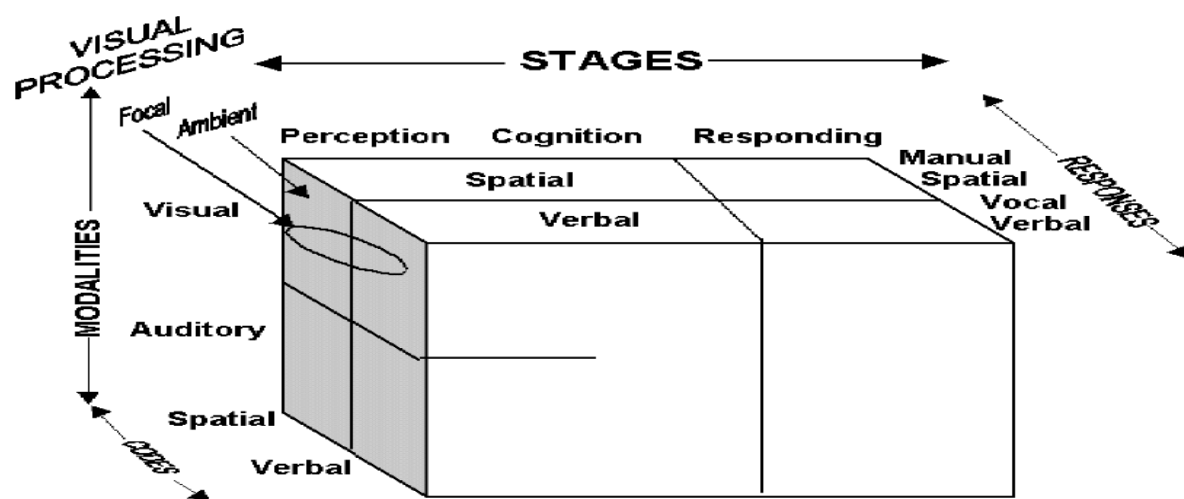 VISUAL
PROCESSING
STAGES
Focal
Ambient
Perception Cognition Responding
Manual
Spatial
Vocal
Verbal
RESPONSES
Spatial
Verbal
Visual
MODALITIES
Auditory
Spatial
Verbal
CODES